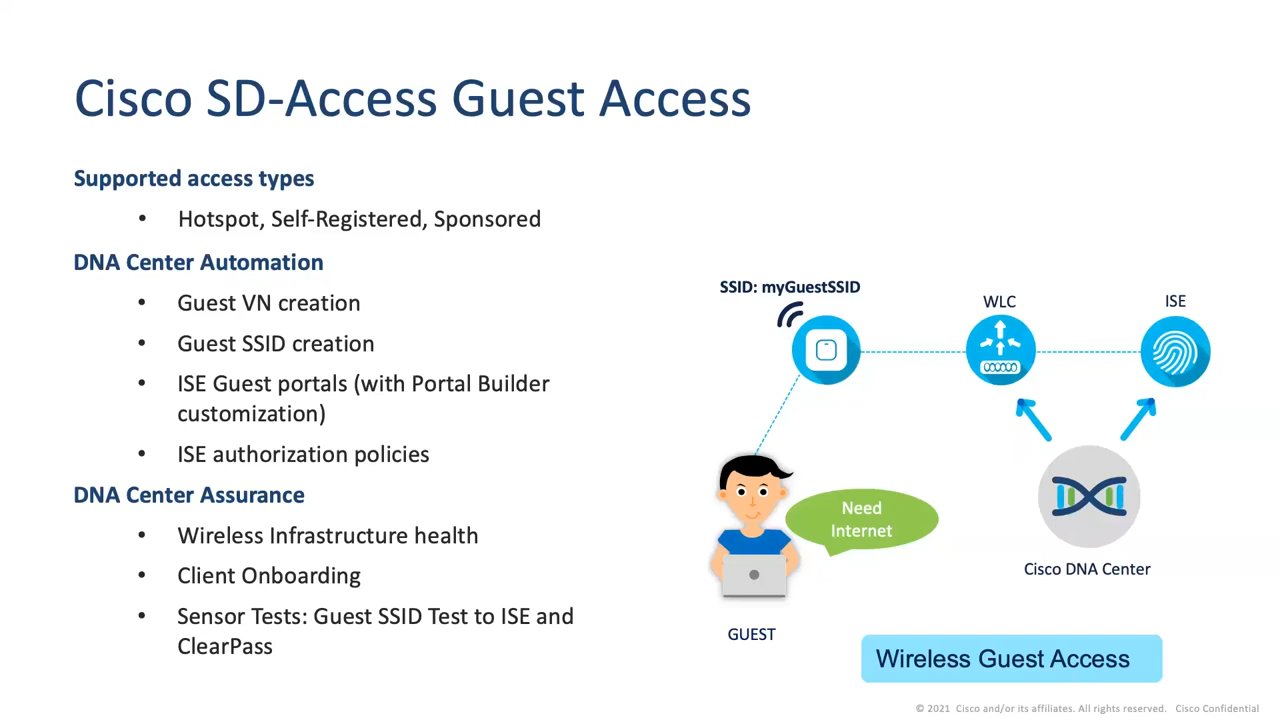 Cisco SD-Access Guest Access
Supported access types
• Hotspot, Self-Registered, Sponsored
DNA Center Automation
• Guest VN creation
• Guest SSID creation
• ISE Guest portals (with Portal Builder
customization)
• ISE authorization policies
DNA Center Assurance
• Wireless Infrastructure health
• Client Onboarding
• Sensor Tests: Guest SSID Test to ISE and
ClearPass
SSID: myGuestSSID
WLC
ISE
Need
Internet
Cisco DNA Center
GUEST
Wireless Guest Access
© 2021 Cisco and/or its affiliates. All rights reserved. Cisco Confidential